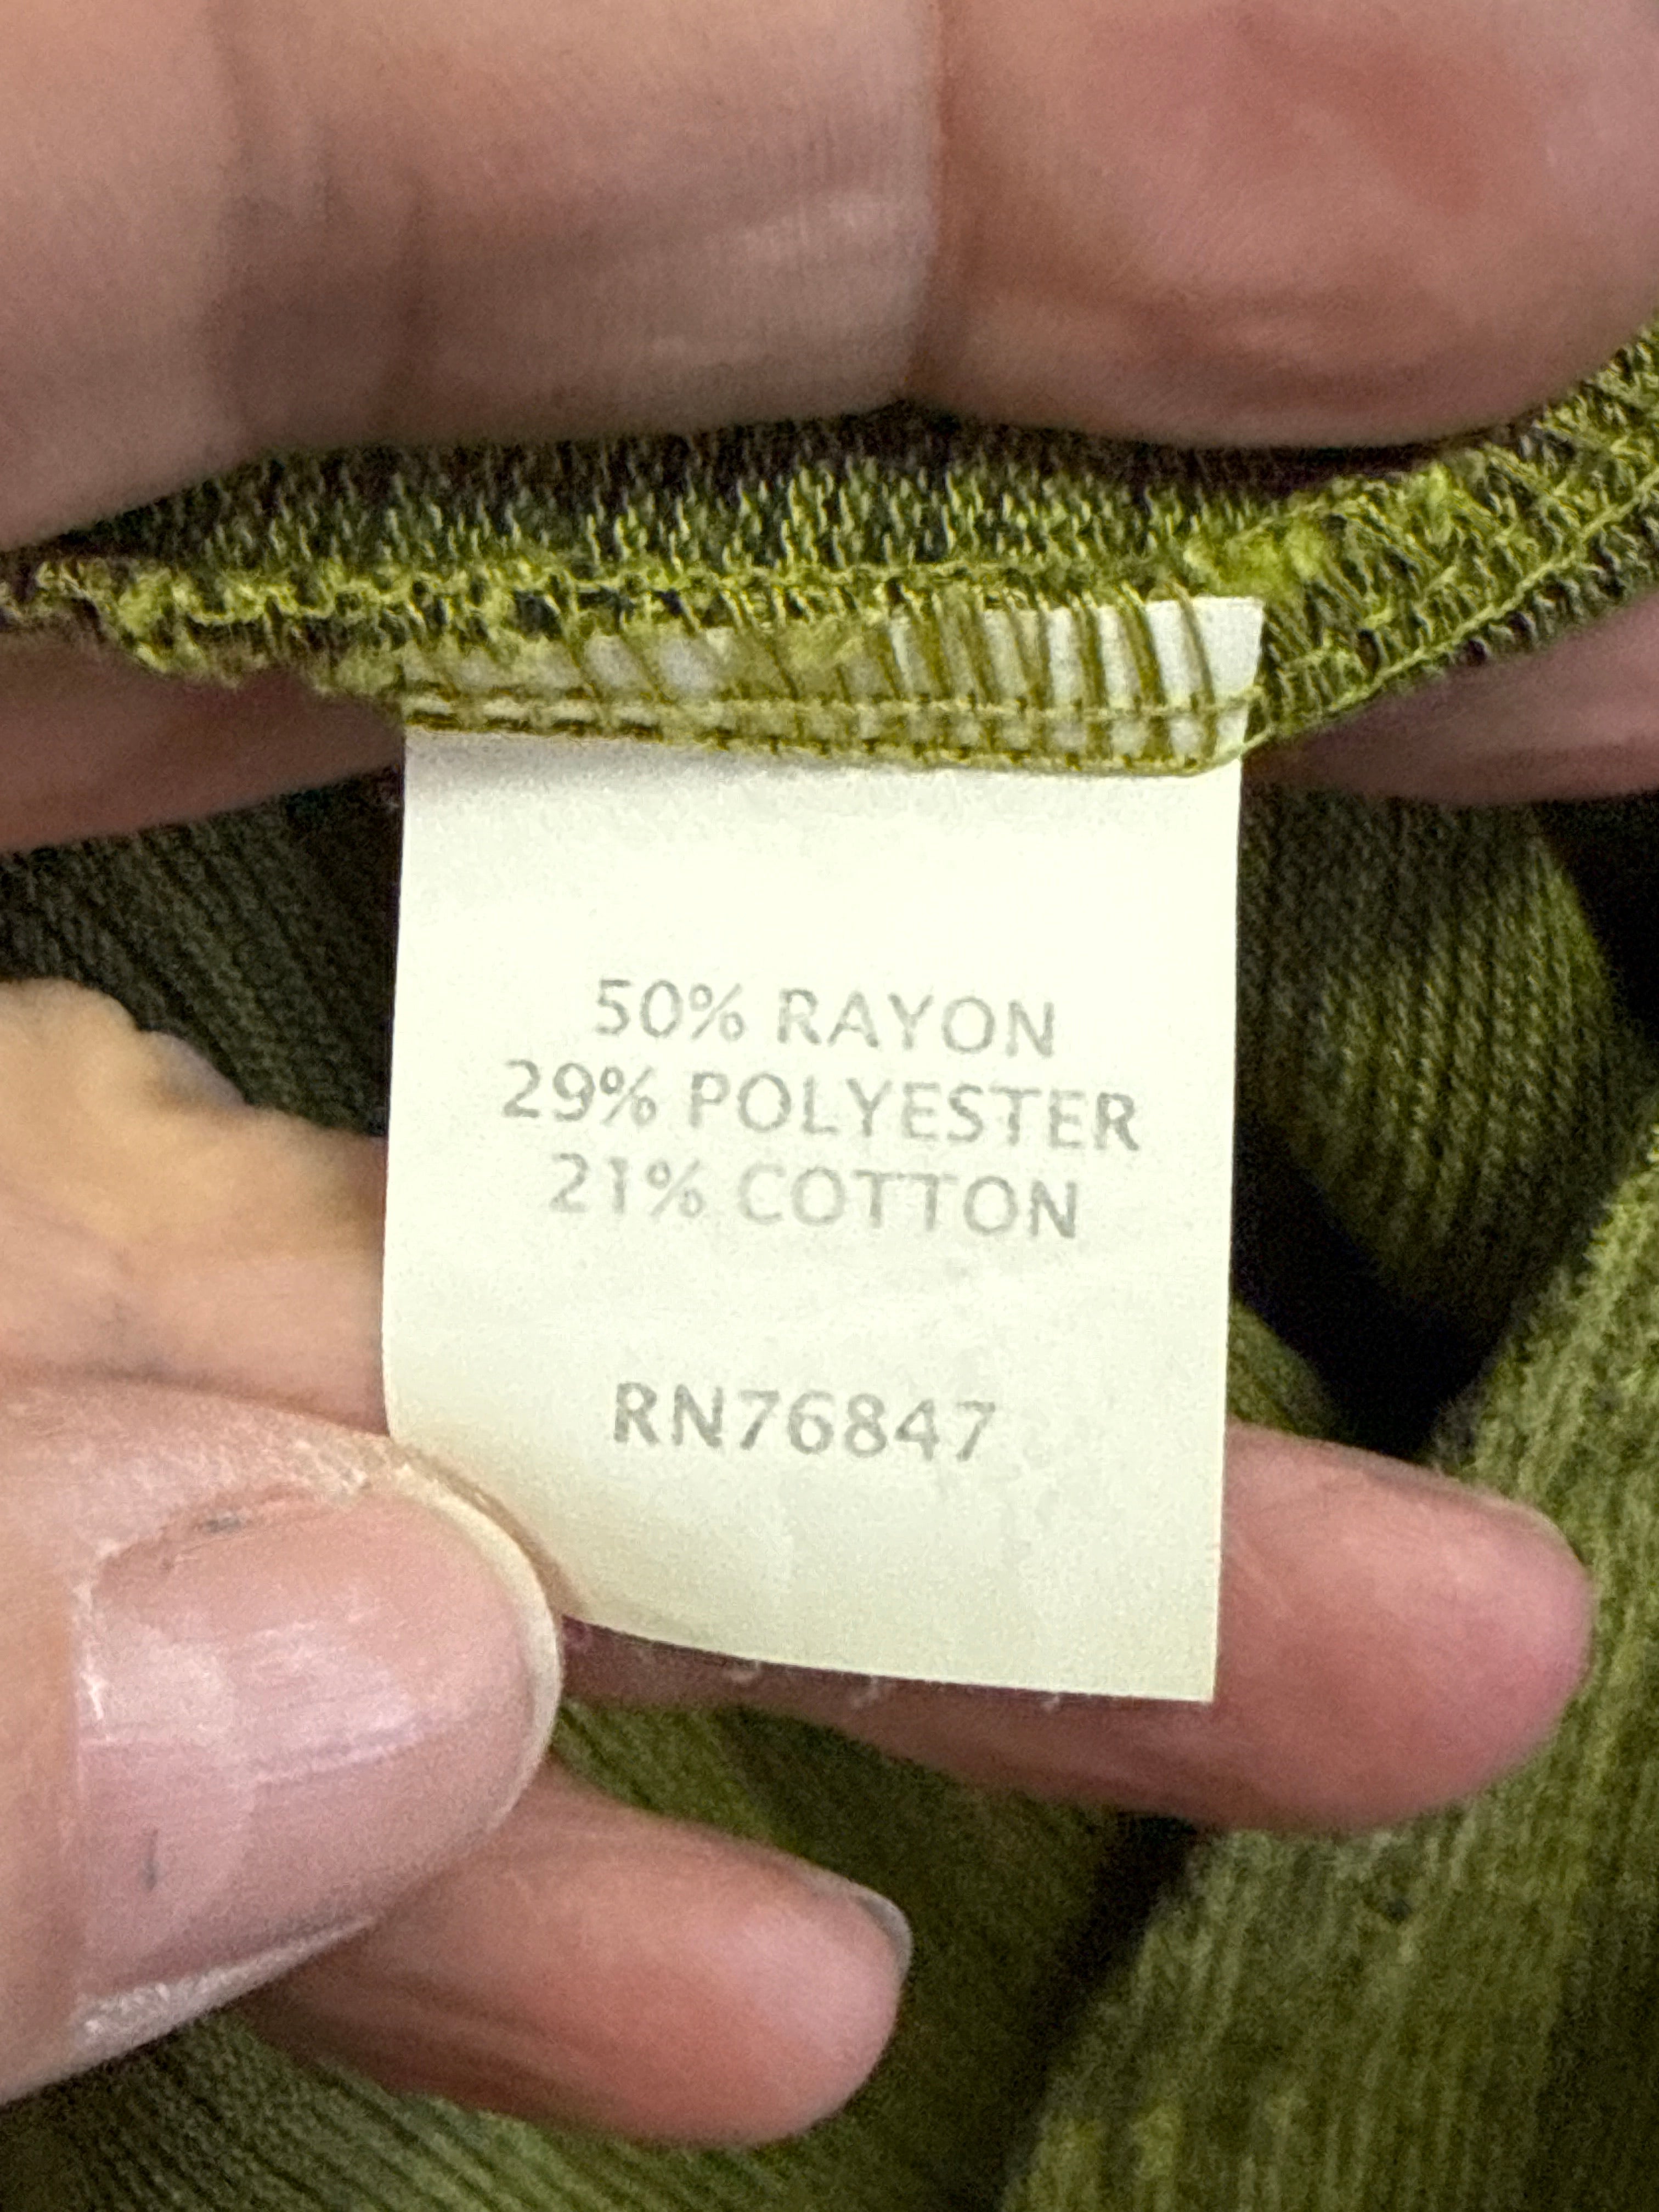 50% RAYON
29% POLYESTER
21% COTTON
RN76847